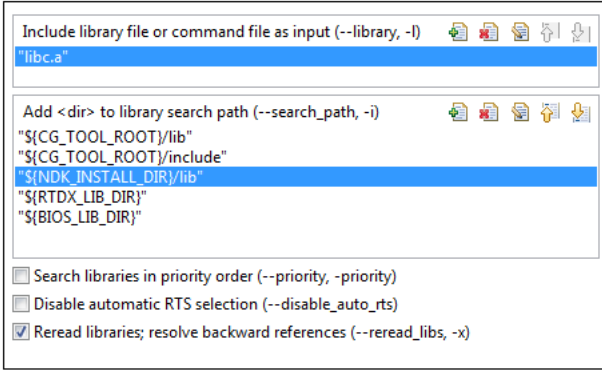 Include library file or command file as input (--library, -l)
"libc.a"
Add <dir> to library search path (--search_path, -i)
"${CG_TOOL_ROOT}/lib"
"${CG_TOOL_ROOT}/include"
"${NDK_INSTALL_DIR}/lib"
"${RTDX_LIB_DIR}"
"${BIOS_LIB_DIR}"
Search libraries in priority order (--priority, -priority)
Disable automatic RTS selection (--disable_auto_rts)
Reread libraries; resolve backward references (--reread_libs, -x)